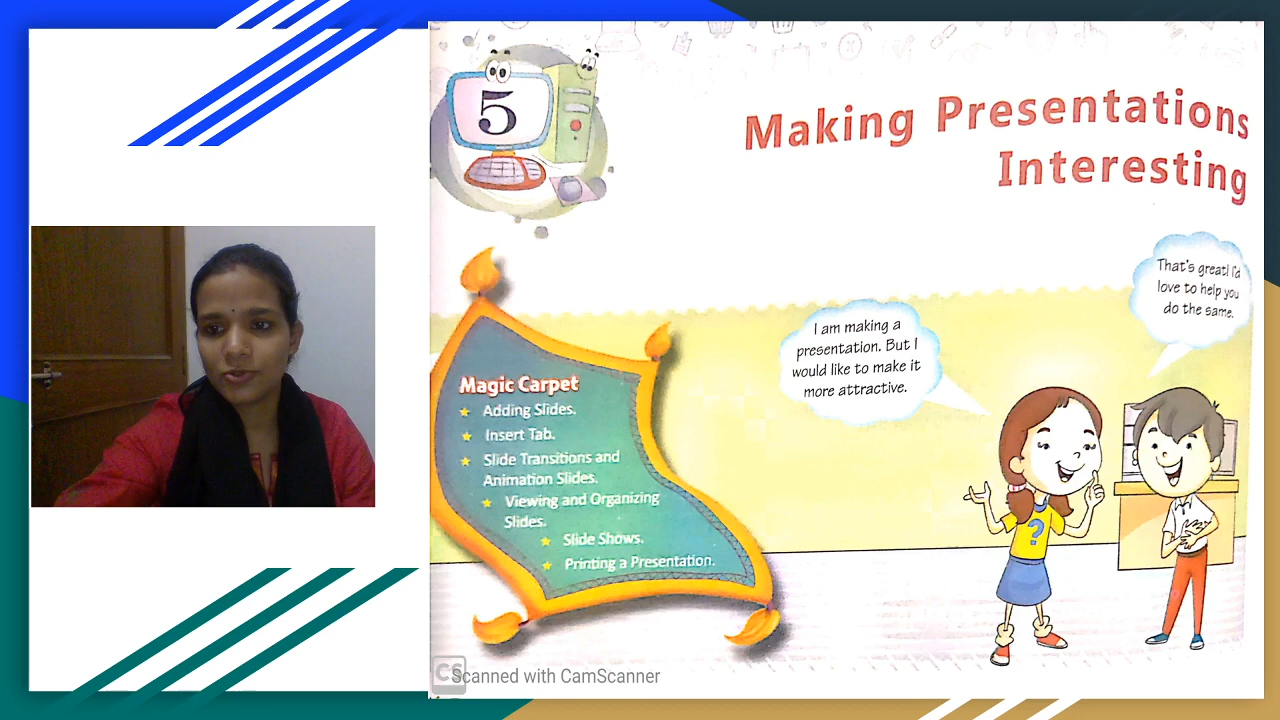 5
Making Presentations
Interesting
That's great! I'd
love to help you
do the same.
I am making a
presentation. But I
would like to make it
more attractive.
Magic Carpet
Adding Slides.
Insert Tab.
Slide Transitions and
Animation Slides.
Viewing and Organizing
Slides.
Slide Shows.
Printing a Presentation.
?
CS
Scanned with CamScanner